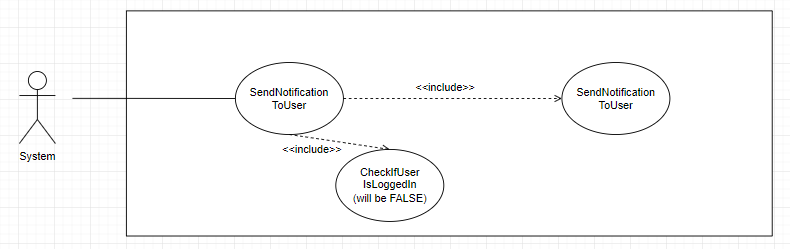 SendNotification
ToUser
<<include>>
SendNotification
ToUser
<<include>>
CheckIfUser
IsLoggedIn
(will be FALSE)
System